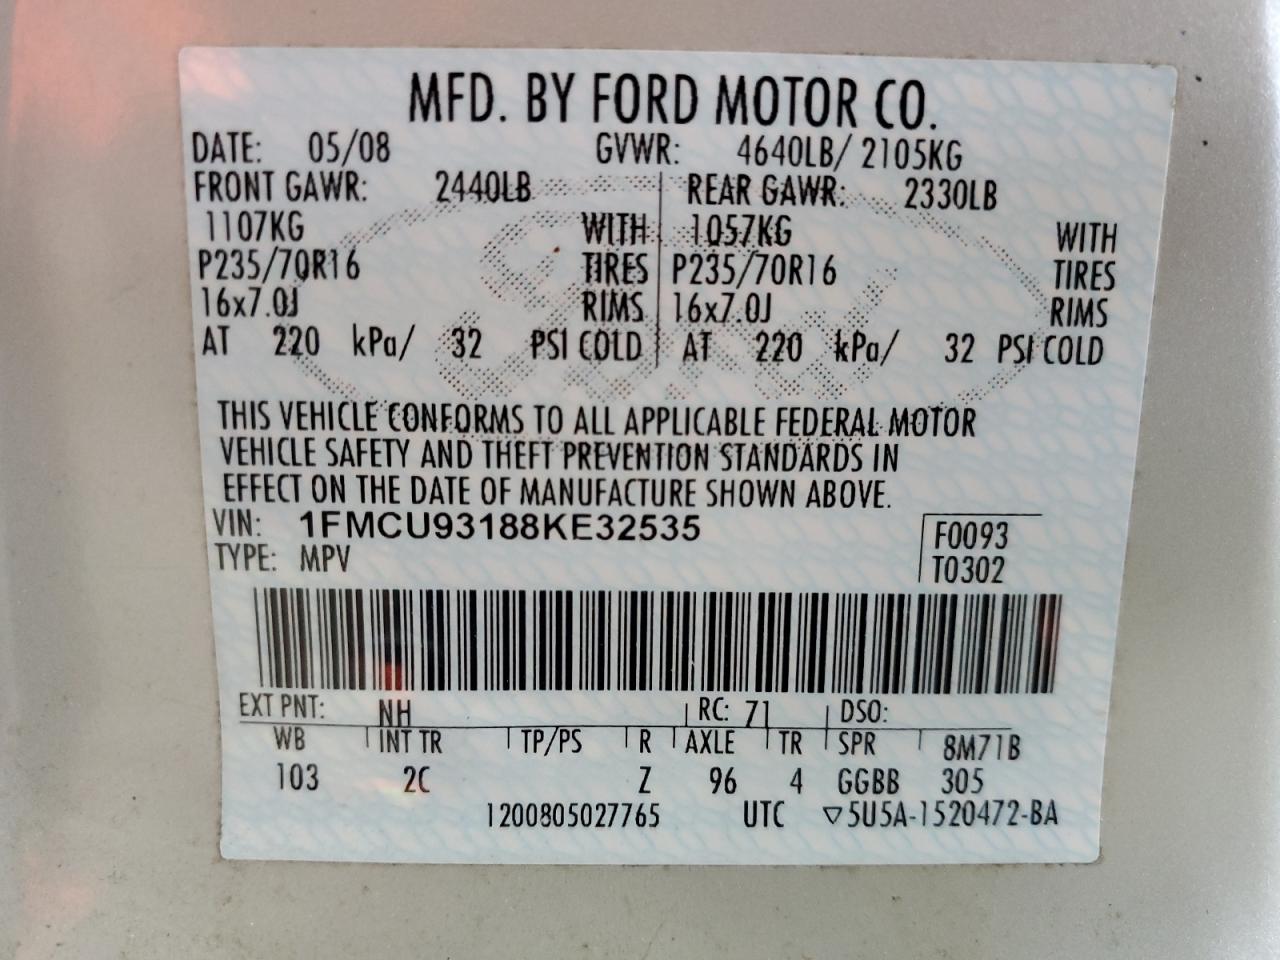 MFD. BY FORD MOTOR CO.
DATE: 05/08 GVWR: 4640LB/ 2105KG
FRONT GAWR: 2440LB REAR GAWR: 2330LB
1107KG WITH 1057KG WITH
P235/70R16 TIRES P235/70R16 TIRES
16x7.0J RIMS 16x7.0J RIMS
AT 220 kPa/ 32 PSI COLD AT 220 kPa/ 32 PSI COLD
THIS VEHICLE CONFORMS TO ALL APPLICABLE FEDERAL MOTOR
VEHICLE SAFETY AND THEFT PREVENTION STANDARDS IN
EFFECT ON THE DATE OF MANUFACTURE SHOWN ABOVE.
VIN: 1FMCU93188KE32535 F0093
TYPE: MPV T0302
EXT PNT: NH RC: 71 DSO:
WB INT TR TP/PS R AXLE TR SPR 8M71B
103 2C Z 96 4 GGBB 305
1200805027765 UTC ▽5U5A-1520472-BA